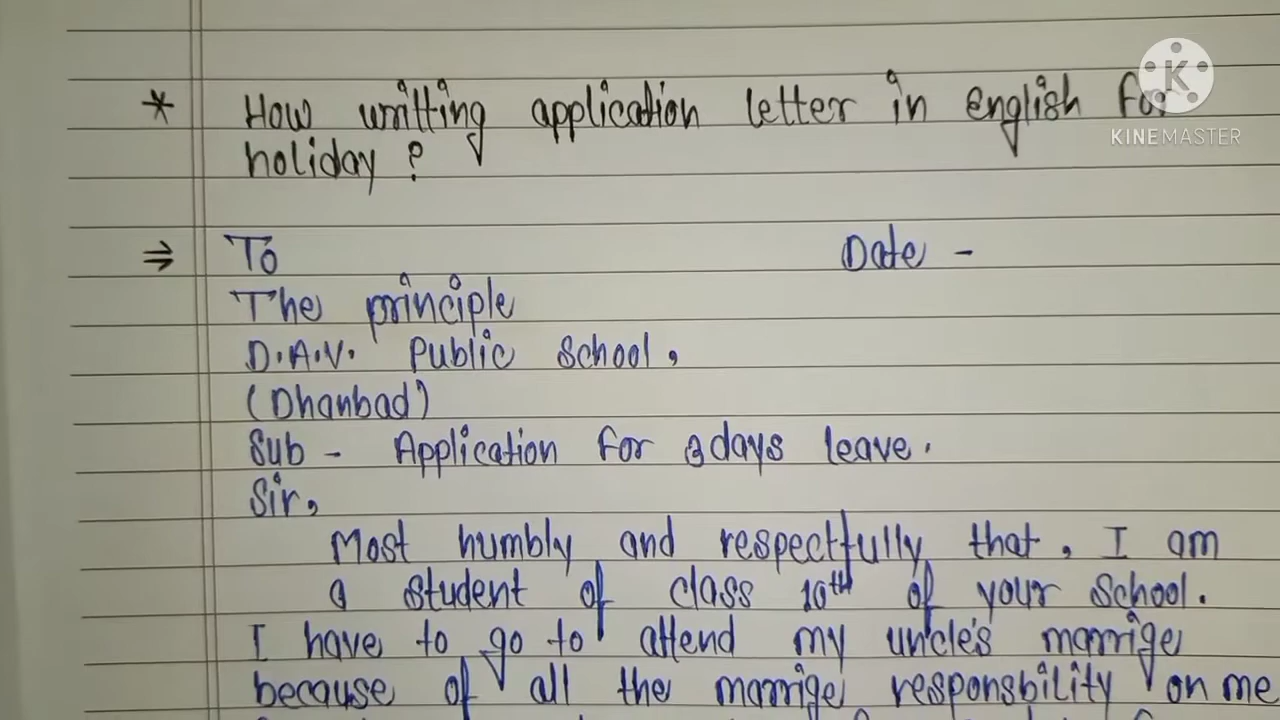 * How writting application letter in english for
holiday ?
KINEMASTER
⇒ To Date -
The principle
D.A.V. Public School,
(Dhanbad)
Sub - Application for 3days leave.
Sir,
Most humbly and respectfully that, I am
a student of class 10th of your School.
I have to go to attend my uncle's marrige
because of all the marrige responsbility on me